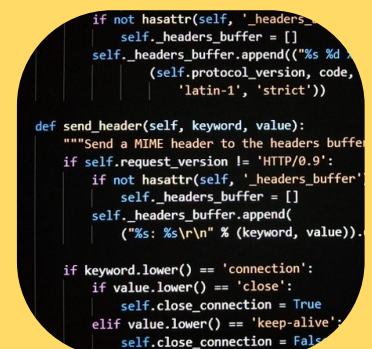 if not hasattr(self, '_headers_b
self._headers_buffer = []
self._headers_buffer.append(("%s %d %
(self.protocol_version, code,
'latin-1', 'strict'))
def send_header(self, keyword, value):
"""Send a MIME header to the headers buffer
if self.request_version != 'HTTP/0.9':
if not hasattr(self, '_headers_buffer'
self._headers_buffer = []
self._headers_buffer.append(
("%s: %s\r\n" % (keyword, value)).
if keyword.lower() == 'connection':
if value.lower() == 'close':
self.close_connection = True
elif value.lower() == 'keep-alive':
self.close_connection = Fals